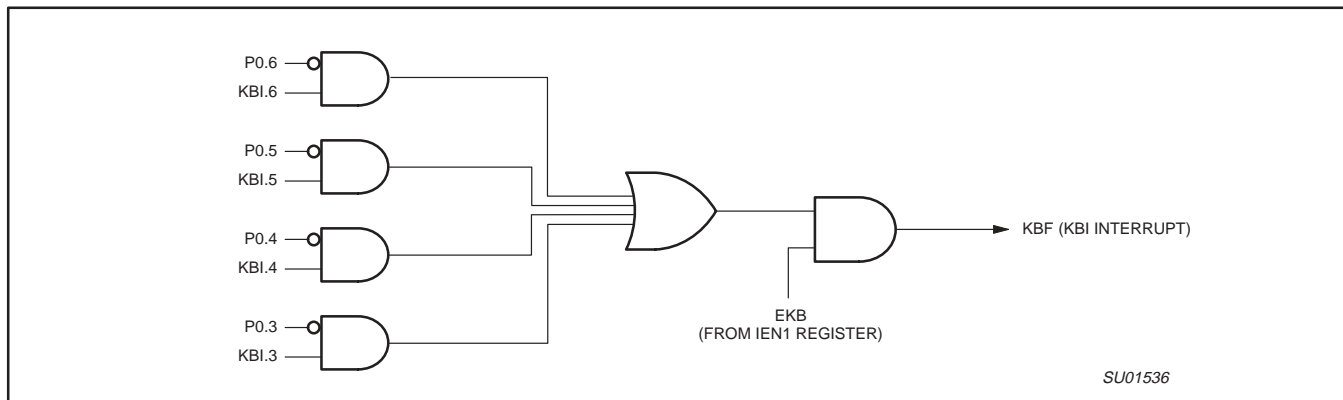 P0.6
KBI.6
P0.5
KBI.5
P0.4
KBI.4
P0.3
KBI.3
EKB
(FROM IEN1 REGISTER)
KBF (KBI INTERRUPT)
SU01536